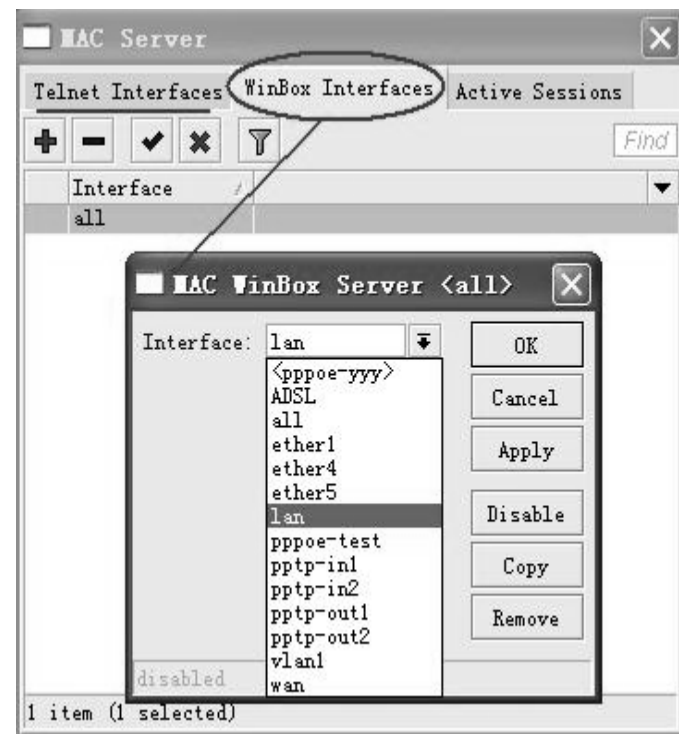 MAC Server
Telnet Interfaces WinBox Interfaces Active Sessions
Find
Interface
all
MAC WinBox Server <all>
Interface: lan
OK
<pppoe-yyy>
ADSL
Cancel
all
ether1
Apply
ether4
ether5
lan
Disable
pppoe-test
pptp-in1
Copy
pptp-in2
pptp-out1
Remove
pptp-out2
vlan1
disabled
wan
1 item (1 selected)